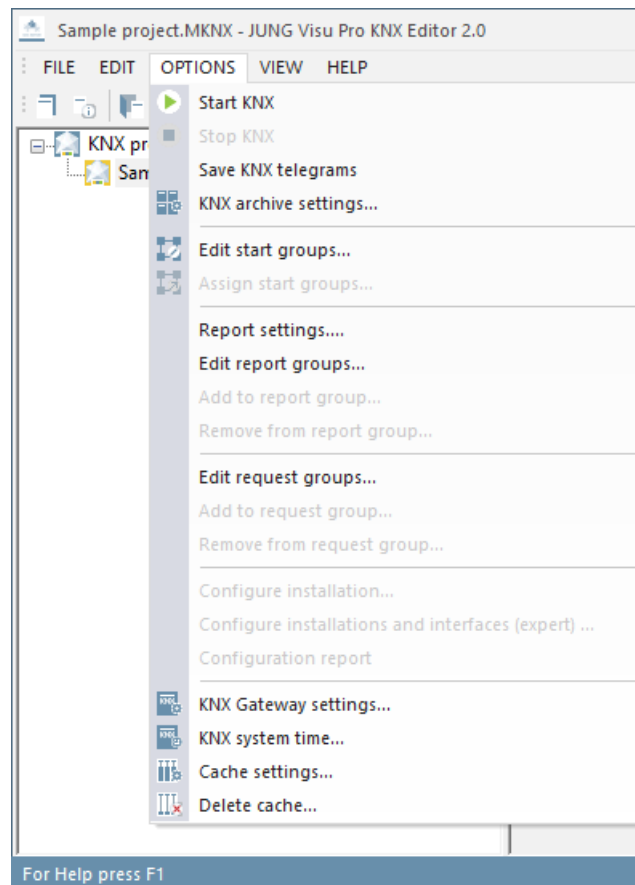 Sample project.MKNX - JUNG Visu Pro KNX Editor 2.0
FILE EDIT OPTIONS VIEW HELP
Start KNX
KNX pr
Stop KNX
Sam
Save KNX telegrams
KNX archive settings...
Edit start groups...
Assign start groups...
Report settings....
Edit report groups...
Add to report group...
Remove from report group...
Edit request groups...
Add to request group...
Remove from request group...
Configure installation...
Configure installations and interfaces (expert) ...
Configuration report
KNX Gateway settings...
KNX system time...
Cache settings...
Delete cache...
For Help press F1